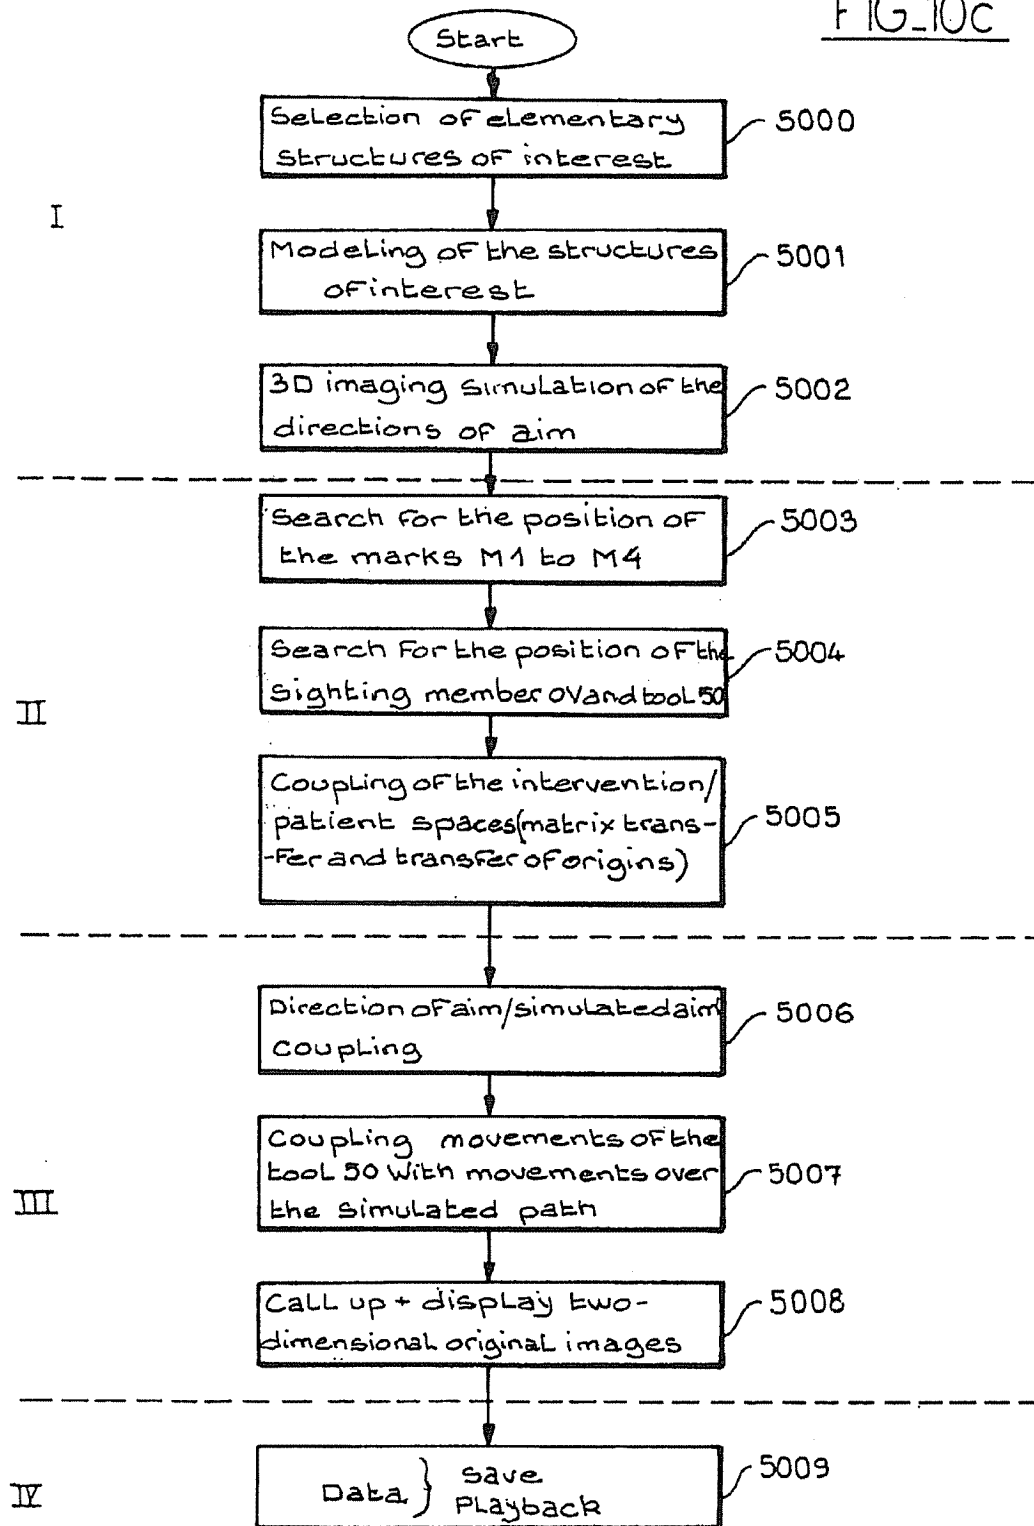 FIG_10c
Start
Selection of elementary
structures of interest
5000
I
Modeling of the structures
of interest
5001
3D imaging simulation of the
directions of aim
5002
Search for the position of
the marks M1 to M4
5003
Search for the position of the
sighting member OV and tool 50
5004
II
Coupling of the intervention/
patient spaces (matrix trans-
-fer and transfer of origins)
5005
Direction of aim/simulated aim
coupling
5006
Coupling movements of the
tool 50 with movements over
the simulated path
5007
III
Call up + display two-
dimensional original images
5008
IV
Data } save
playback
5009